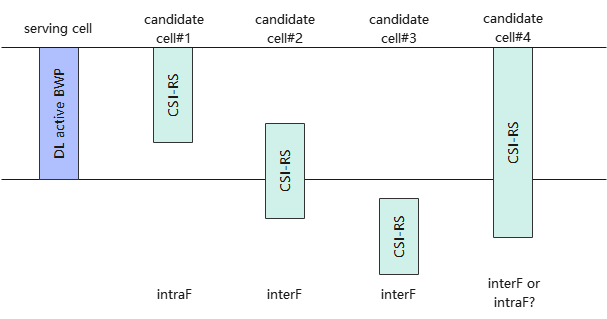 serving cell
candidate
cell#1
candidate
cell#2
candidate
cell#3
candidate
cell#4
DL active BWP
CSI-RS
CSI-RS
CSI-RS
CSI-RS
intraF
interF
interF
interF or
intraF?